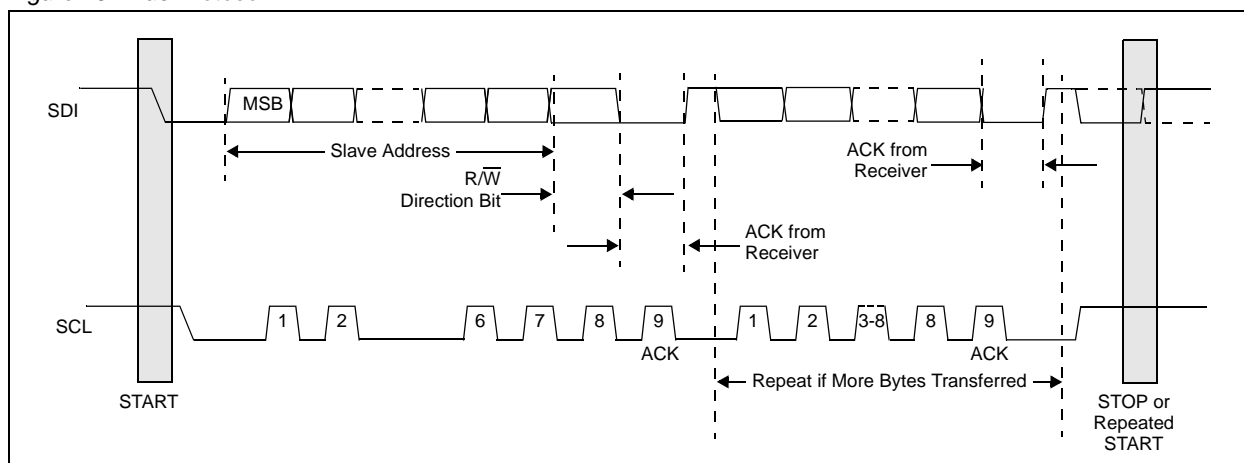 SDI
MSB
Slave Address
R/W̅
Direction Bit
ACK from
Receiver
ACK from
Receiver
SCL
1
2
6
7
8
9
ACK
1
2
3-8
8
9
ACK
Repeat if More Bytes Transferred
START
STOP or
Repeated
START